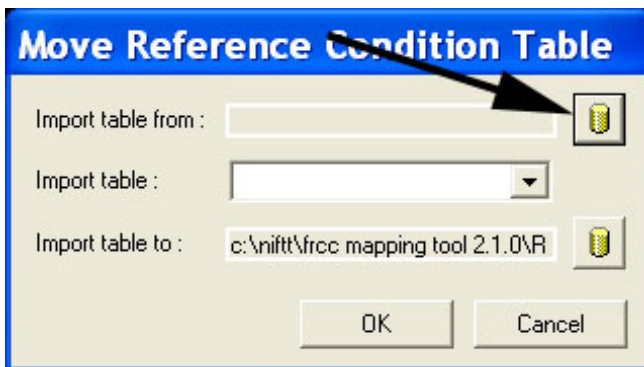 Move Reference Condition Table
Import table from :
Import table :
Import table to : c:\niftt\frcc mapping tool 2.1.0\R
OK Cancel